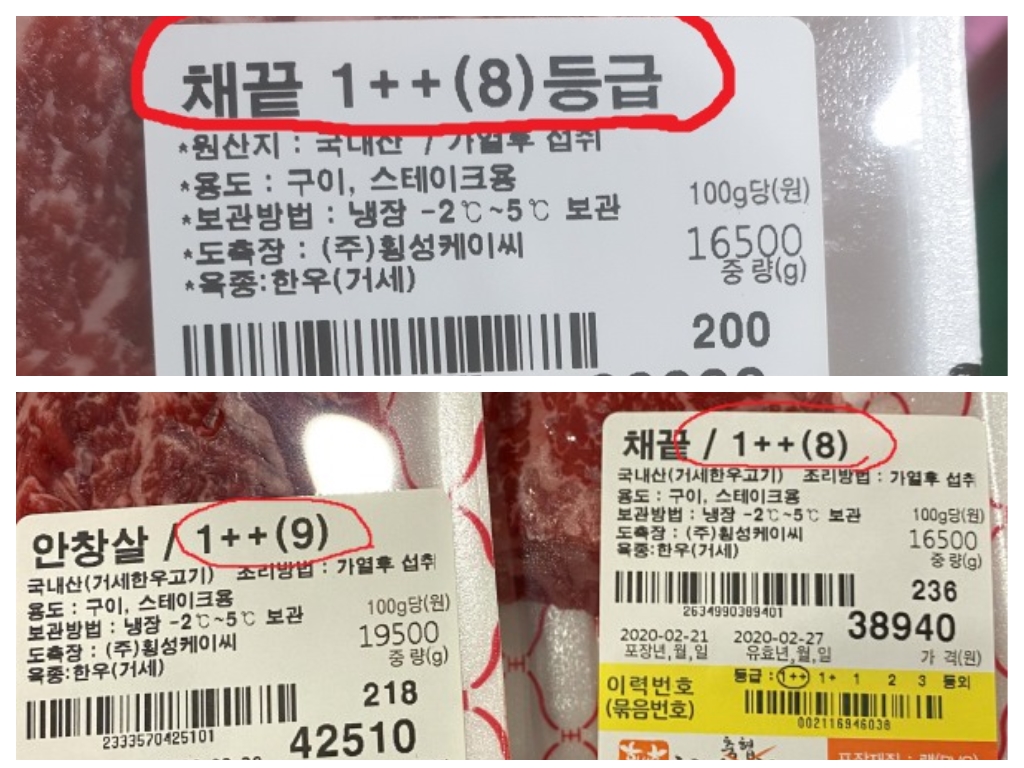 채끝 1++(8)등급
*원산지 : 국내산 / 가열후 섭취
*용도 : 구이, 스테이크용
*보관방법 : 냉장 -2℃~5℃ 보관
*도축장 : (주)횡성케이씨
*육종:한우(거세)
100g당(원)
16500
중량(g)
200
안창살 / 1++(9)
국내산(거세한우고기) 조리방법 : 가열후 섭취
용도 : 구이, 스테이크용
보관방법 : 냉장 -2℃~5℃ 보관
도축장 : (주)횡성케이씨
육종:한우(거세)
100g당(원)
19500
중량(g)
218
2333570425101
42510
채끝 / 1++(8)
국내산(거세한우고기) 조리방법 : 가열후 섭취
용도 : 구이, 스테이크용
보관방법 : 냉장 -2℃~5℃ 보관
도축장 : (주)횡성케이씨
육종:한우(거세)
100g당(원)
16500
중량(g)
236
2634990389401
38940
2020-02-21 2020-02-27
포장년,월,일 유효년,월,일 가 격(원)
등급 : 1++ 1+ 1 2 3 등외
이력번호
(묶음번호)
002116946038